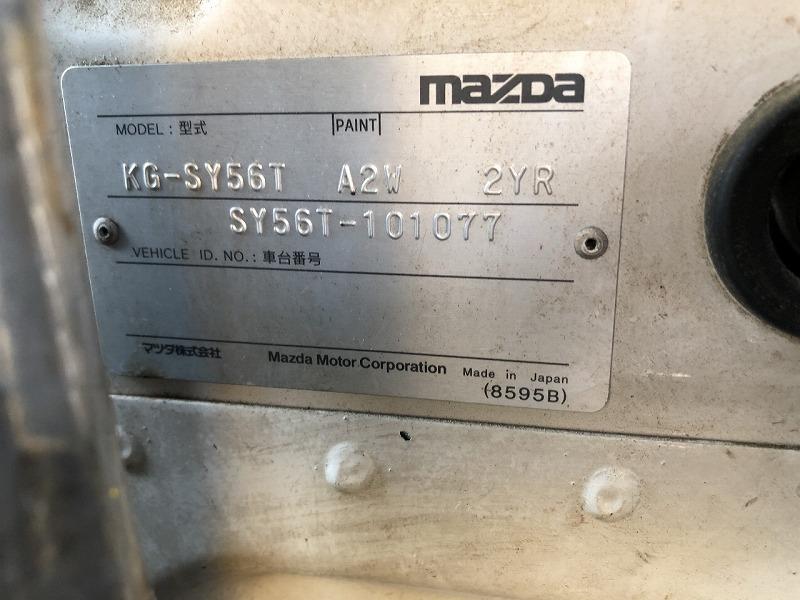 mazda
MODEL : 型式 PAINT
KG-SY56T A2W 2YR
SY56T-101077
VEHICLE ID. NO. : 車台番号
マツダ株式会社 Mazda Motor Corporation Made in Japan
(8595B)